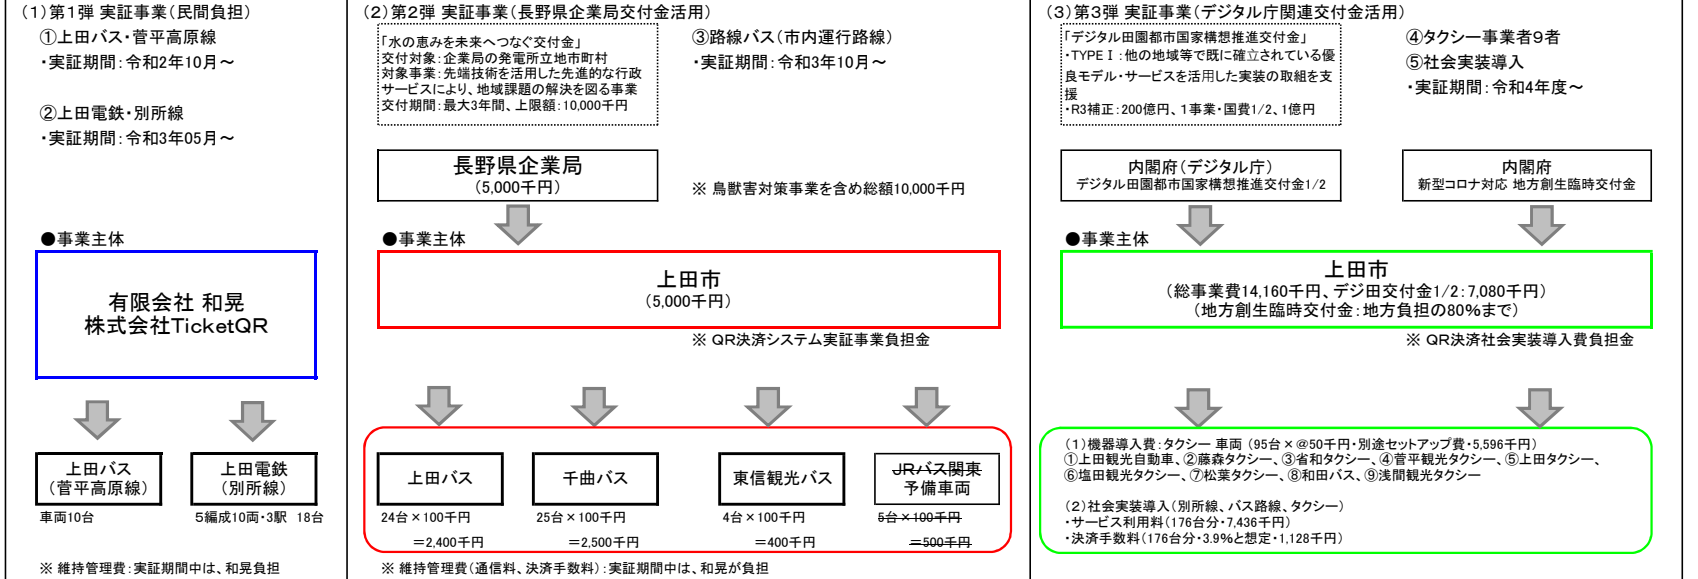 (1)第1弾 実証事業(民間負担)
①上田バス・菅平高原線
・実証期間:令和2年10月～
②上田電鉄・別所線
・実証期間:令和3年05月～
●事業主体
有限会社 和晃
株式会社TicketQR
上田バス
(菅平高原線)
車両10台
上田電鉄
(別所線)
5編成10両・3駅 18台
※ 維持管理費:実証期間中は、和晃負担
(2)第2弾 実証事業(長野県企業局交付金活用)
「水の恵みを未来へつなぐ交付金」
交付対象:企業局の発電所立地市町村
対象事業:先端技術を活用した先進的な行政
サービスにより、地域課題の解決を図る事業
交付期間:最大3年間、上限額:10,000千円
③路線バス(市内運行路線)
・実証期間:令和3年10月～
長野県企業局
(5,000千円)
※ 鳥獣害対策事業を含め総額10,000千円
●事業主体
上田市
(5,000千円)
※ QR決済システム実証事業負担金
上田バス
24台×100千円
＝2,400千円
千曲バス
25台×100千円
＝2,500千円
東信観光バス
4台×100千円
＝400千円
JRバス関東
予備車両
5台×100千円
＝500千円
※ 維持管理費(通信料、決済手数料):実証期間中は、和晃が負担
(3)第3弾 実証事業(デジタル庁関連交付金活用)
「デジタル田園都市国家構想推進交付金」
・TYPEⅠ:他の地域等で既に確立されている優
良モデル・サービスを活用した実装の取組を支
援
・R3補正:200億円、1事業・国費1/2、1億円
④タクシー事業者9者
⑤社会実装導入
・実証期間:令和4年度～
内閣府(デジタル庁)
デジタル田園都市国家構想推進交付金1/2
内閣府
新型コロナ対応 地方創生臨時交付金
●事業主体
上田市
(総事業費14,160千円、デジ田交付金1/2:7,080千円)
(地方創生臨時交付金:地方負担の80%まで)
※ QR決済社会実装導入費負担金
(1)機器導入費:タクシー 車両 (95台×@50千円・別途セットアップ費・5,596千円)
①上田観光自動車、②藤森タクシー、③省和タクシー、④菅平観光タクシー、⑤上田タクシー、
⑥塩田観光タクシー、⑦松葉タクシー、⑧和田バス、⑨浅間観光タクシー
(2)社会実装導入(別所線、バス路線、タクシー)
・サービス利用料(176台分・7,436千円)
・決済手数料(176台分・3.9%と想定・1,128千円)